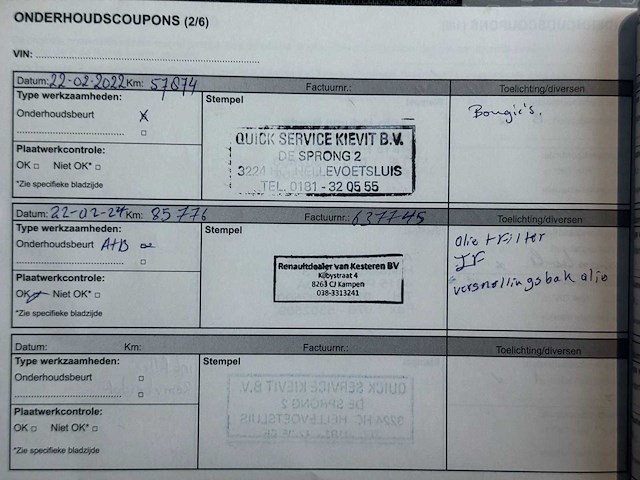 ONDERHOUDSCOUPONS (2/6)
VIN:
Datum: 22-02-2022 Km: 57874 Factuurnr.: Toelichting/diversen
Type werkzaamheden:
Onderhoudsbeurt X
Plaatwerkcontrole:
OK □ Niet OK* □
*Zie specifieke bladzijde
Stempel
QUICK SERVICE KIEVIT B.V.
DE SPRONG 2
3224 HELLEVOETSLUIS
TEL. 0181 - 32 05 55
Bougie's.
Datum: 22-02-24 Km: 85776 Factuurnr.: 637745 Toelichting/diversen
Type werkzaamheden:
Onderhoudsbeurt A+B
Plaatwerkcontrole:
OK Niet OK* □
*Zie specifieke bladzijde
Stempel
Renaultdealer van Kesteren BV
8263 CJ Kampen
038-3313241
olie + Filter
IF
versnellingsbak olie
Datum: Km: Factuurnr.: Toelichting/diversen
Type werkzaamheden:
Onderhoudsbeurt □
Plaatwerkcontrole:
OK □ Niet OK* □
*Zie specifieke bladzijde
Stempel